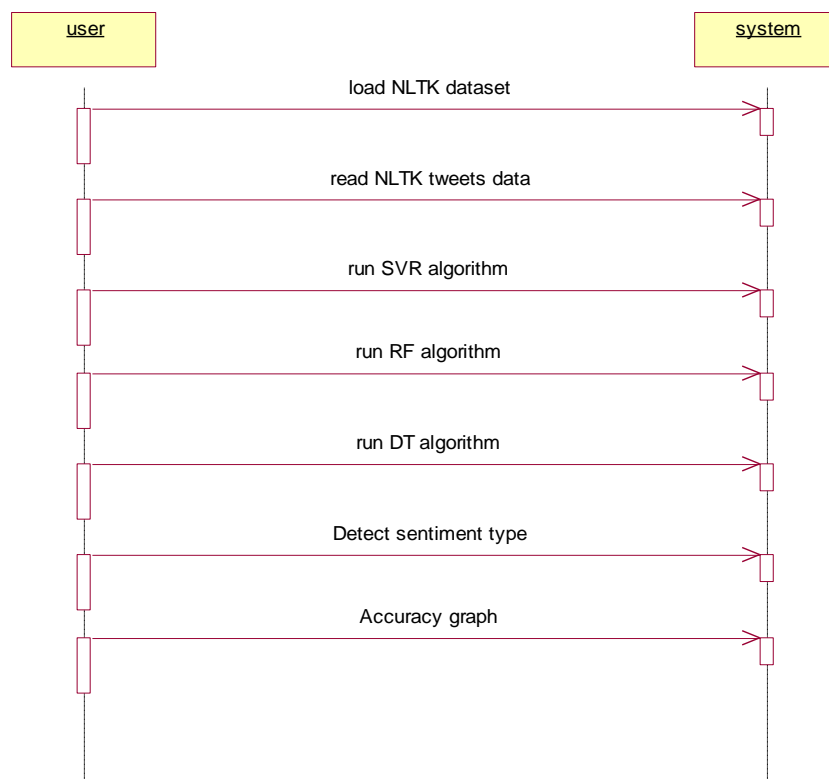 user
system
load NLTK dataset
read NLTK tweets data
run SVR algorithm
run RF algorithm
run DT algorithm
Detect sentiment type
Accuracy graph